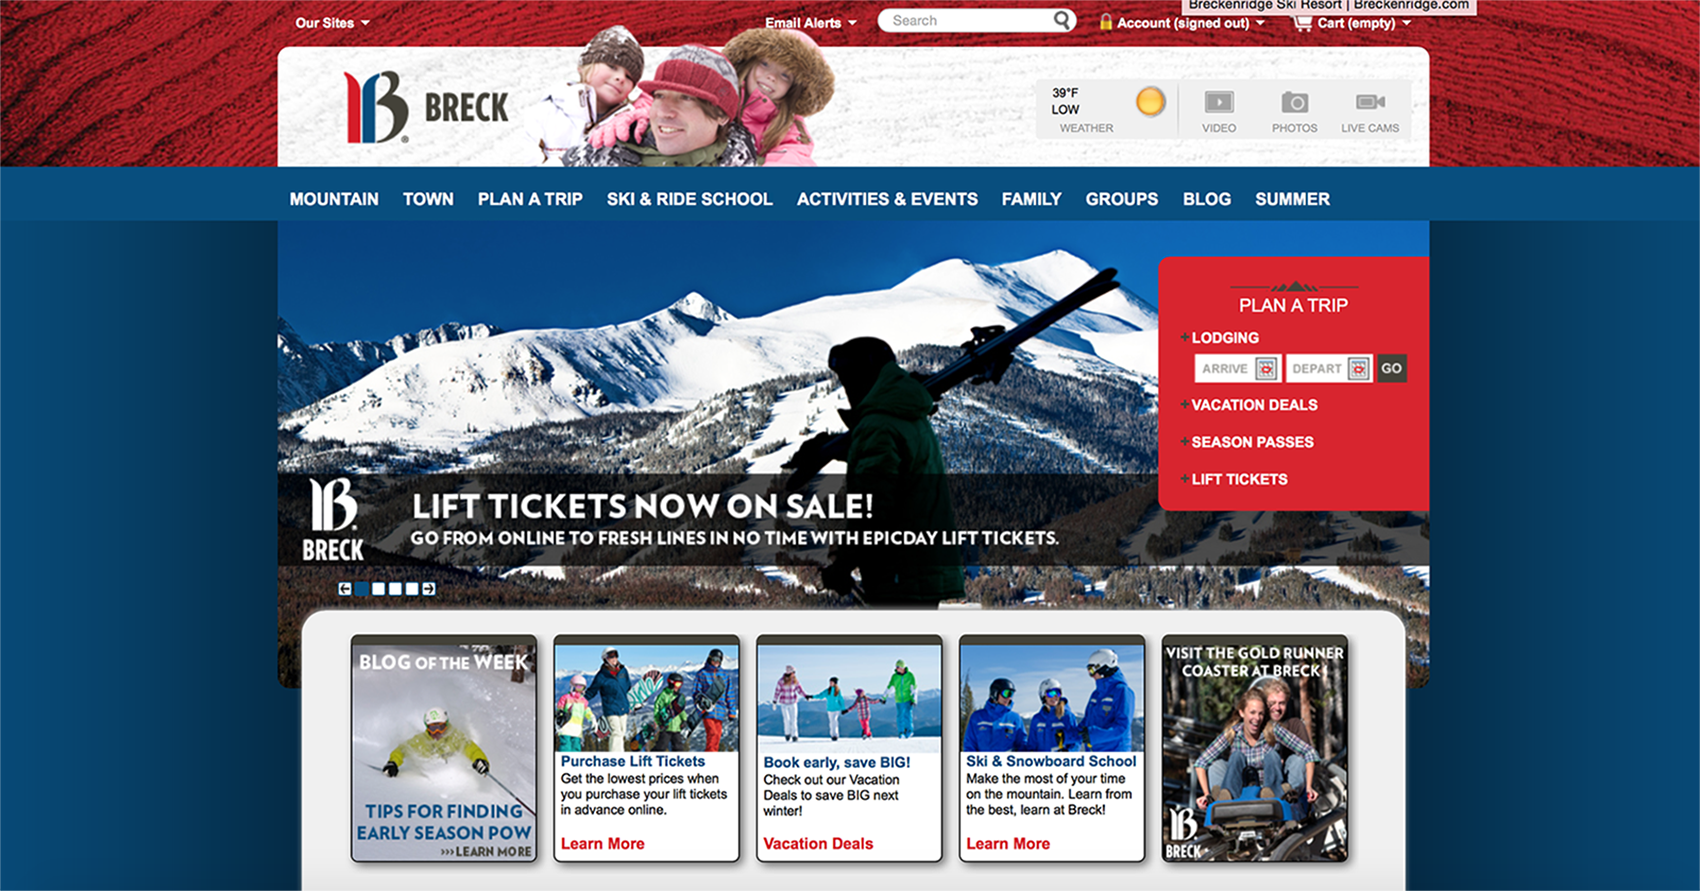 Breckenridge Ski Resort | Breckenridge.com
Our Sites
Email Alerts
Search
Account (signed out)
Cart (empty)
B
BRECK
39°F
LOW
WEATHER
VIDEO
PHOTOS
LIVE CAMS
MOUNTAIN
TOWN
PLAN A TRIP
SKI & RIDE SCHOOL
ACTIVITIES & EVENTS
FAMILY
GROUPS
BLOG
SUMMER
PLAN A TRIP
+LODGING
ARRIVE
DEPART
GO
+VACATION DEALS
+SEASON PASSES
+LIFT TICKETS
B
BRECK
LIFT TICKETS NOW ON SALE!
GO FROM ONLINE TO FRESH LINES IN NO TIME WITH EPICDAY LIFT TICKETS.
BLOG OF THE WEEK
TIPS FOR FINDING
EARLY SEASON POW
>>>LEARN MORE
Purchase Lift Tickets
Get the lowest prices when
you purchase your lift tickets
in advance online.
Learn More
Book early, save BIG!
Check out our Vacation
Deals to save BIG next
winter!
Vacation Deals
Ski & Snowboard School
Make the most of your time
on the mountain. Learn from
the best, learn at Breck!
Learn More
VISIT THE GOLD RUNNER
COASTER AT BRECK!
B
BRECK